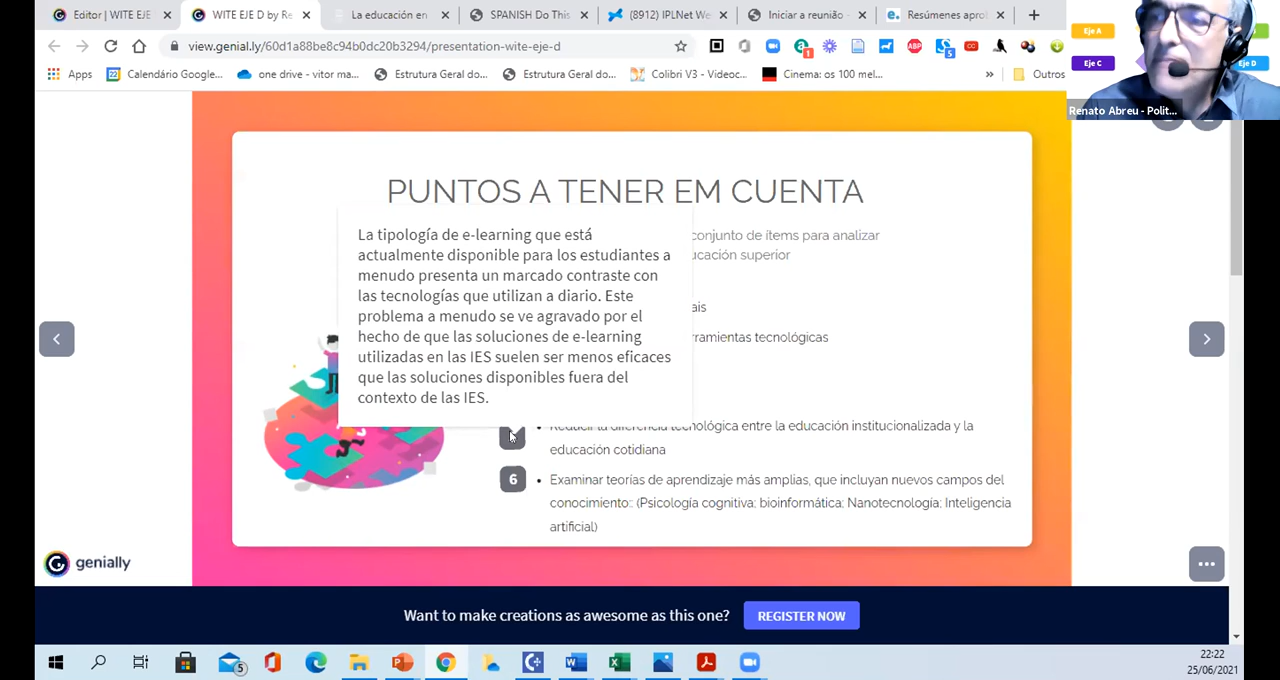 Editor | WITE EJE
WITE EJE D by Re
La educación en
SPANISH Do This
(8912) IPLNet We
Iniciar a reunião -
Resúmenes apro
view.genial.ly/60d1a88be8c94b0dc20b3294/presentation-wite-eje-d
Apps
Calendário Google...
one drive - vitor ma...
Estrutura Geral do...
Estrutura Geral do...
Colibri V3 - Videoc...
Cinema: os 100 mel...
»
Outros
Eje A
Eje C
Eje D
Renato Abreu - Polit...
PUNTOS A TENER EM CUENTA
conjunto de ítems para analizar
ucación superior
La tipología de e-learning que está
actualmente disponible para los estudiantes a
menudo presenta un marcado contraste con
las tecnologías que utilizan a diario. Este
problema a menudo se ve agravado por el
hecho de que las soluciones de e-learning
utilizadas en las IES suelen ser menos eficaces
que las soluciones disponibles fuera del
contexto de las IES.
ais
rramientas tecnológicas
• Reducir la diferencia tecnológica entre la educación institucionalizada y la
educación cotidiana
6
• Examinar teorías de aprendizaje más amplias, que incluyan nuevos campos del
conocimiento:: (Psicología cognitiva; bioinformática; Nanotecnología; Inteligencia
artificial)
genially
Want to make creations as awesome as this one?
REGISTER NOW
22:22
25/06/2021